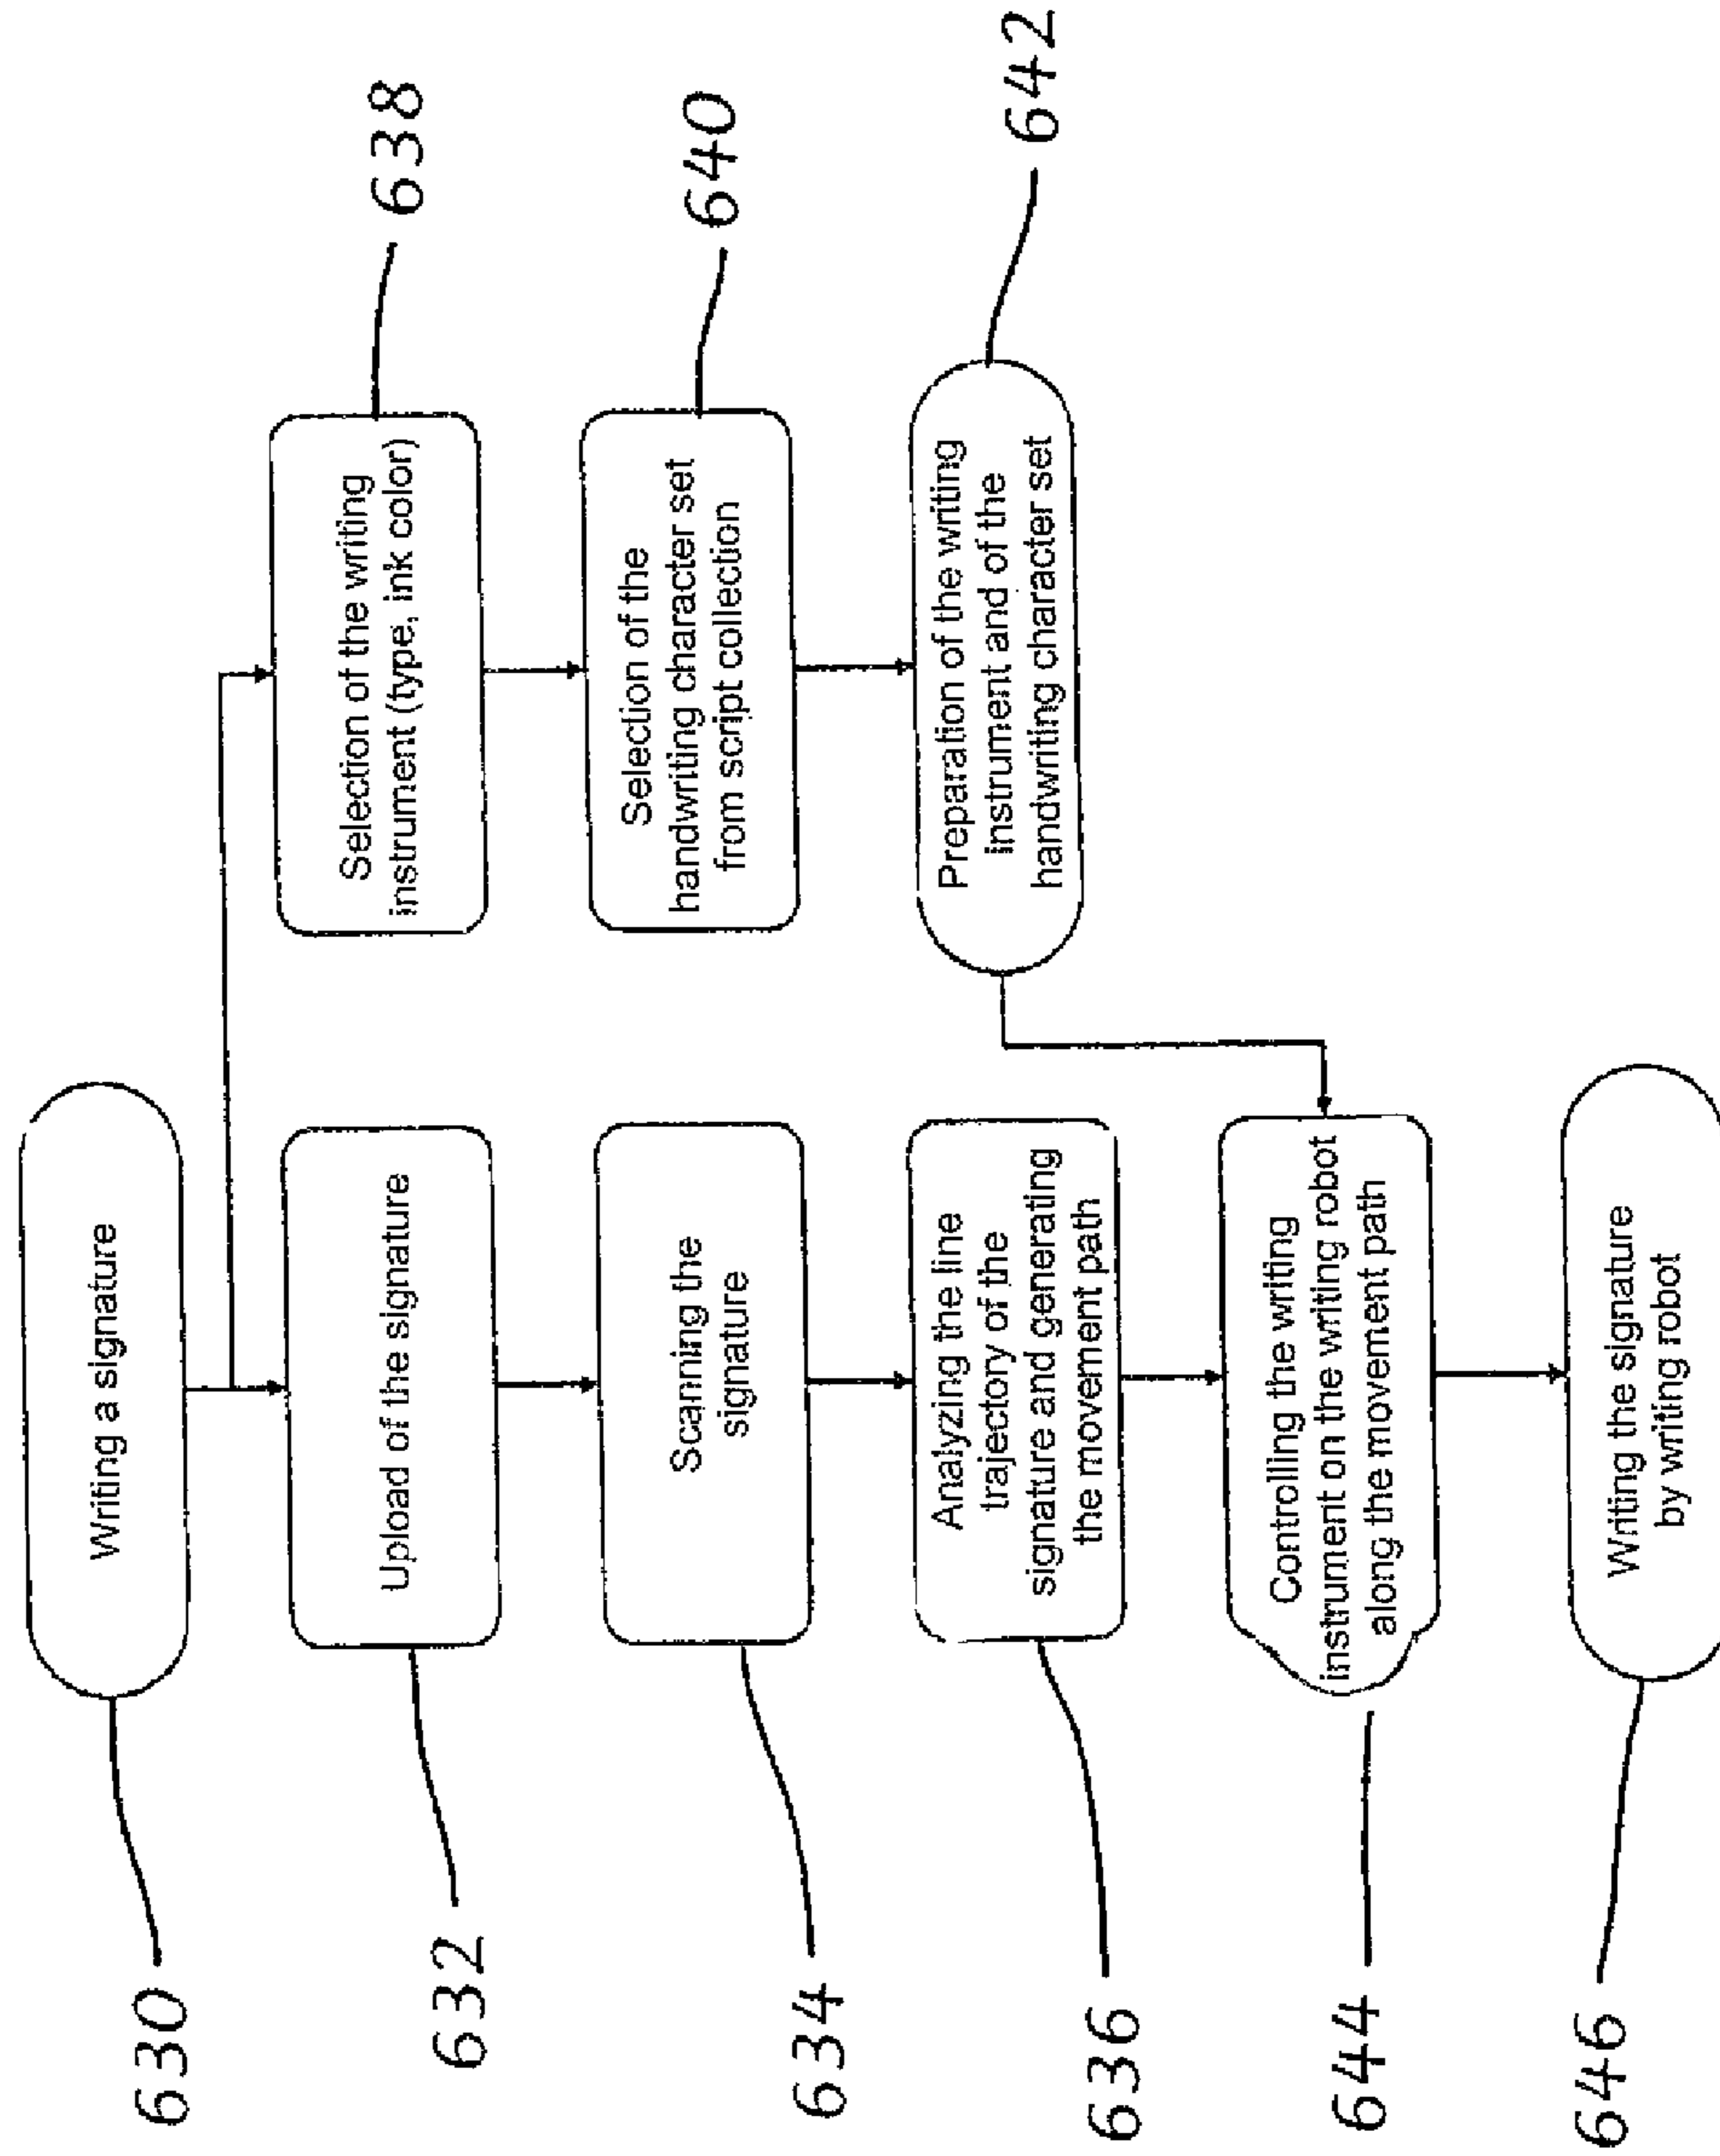 Writing a signature
630
Upload of the signature
632
Scanning the
signature
634
Analyzing the line
trajectory of the
signature and generating
the movement path
636
Selection of the writing
instrument (type, ink color)
638
Selection of the
handwriting character set
from script collection
640
Preparation of the writing
instrument and of the
handwriting character set
642
Controlling the writing
instrument on the writing robot
along the movement path
644
Writing the signature
by writing robot
646